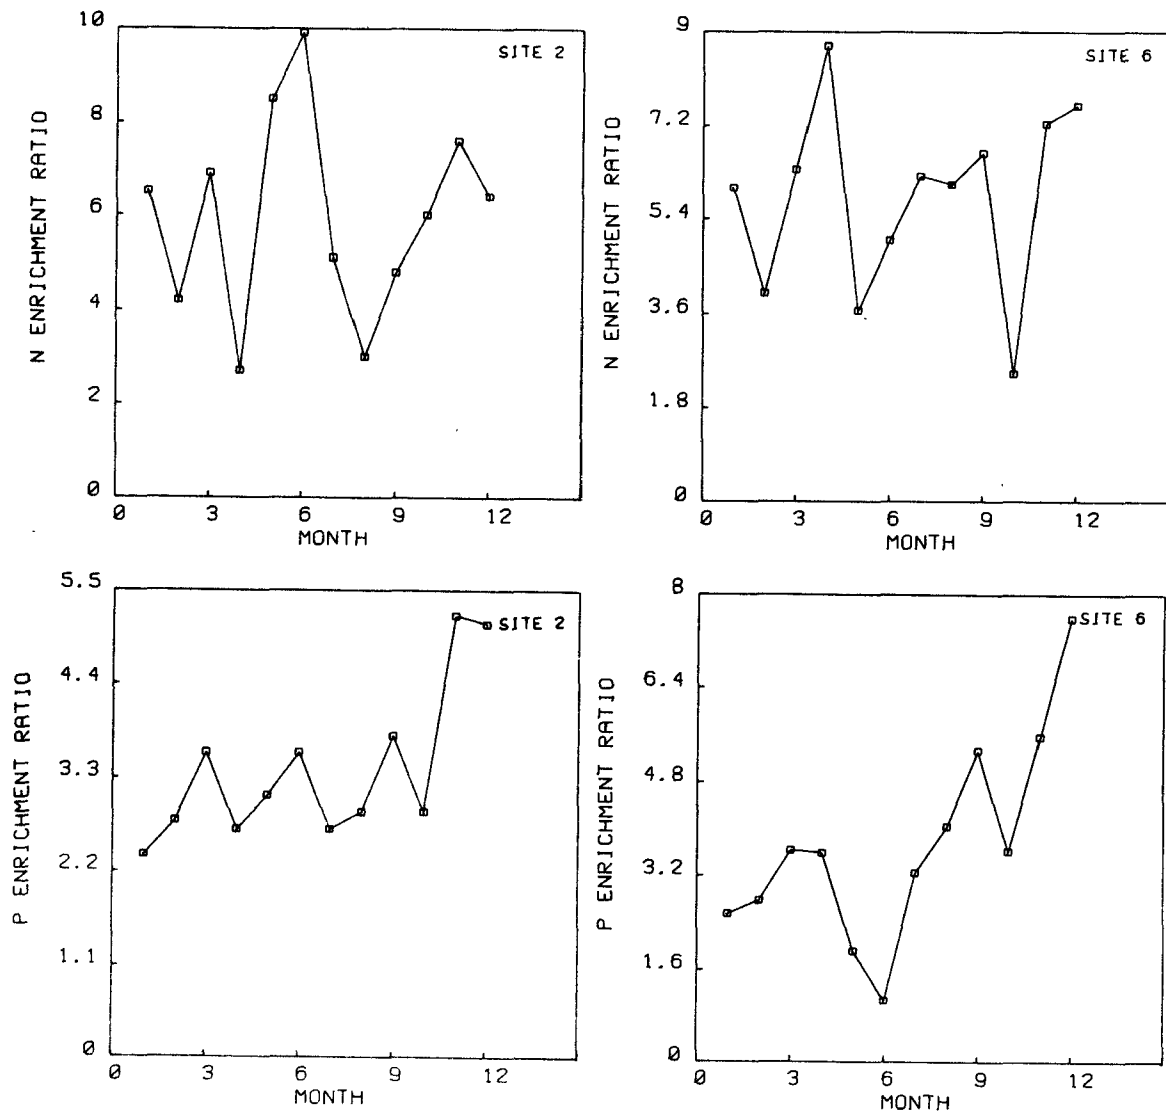 10
SITE 2
8
6
4
2
0
N ENRICHMENT RATIO
0 3 6 9 12
MONTH
9
SITE 6
7.2
5.4
3.6
1.8
0
N ENRICHMENT RATIO
0 3 6 9 12
MONTH
5.5
SITE 2
4.4
3.3
2.2
1.1
0
P ENRICHMENT RATIO
0 3 6 9 12
MONTH
8
SITE 6
6.4
4.8
3.2
1.6
0
P ENRICHMENT RATIO
0 3 6 9 12
MONTH